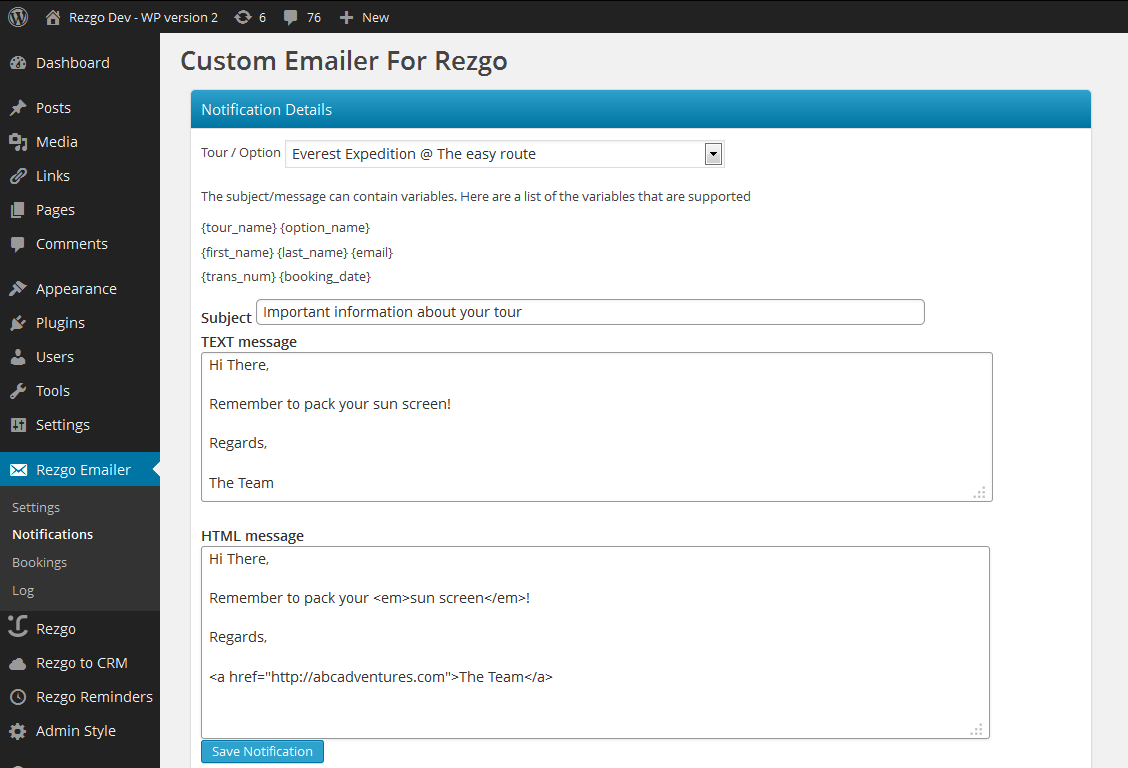 Rezgo Dev - WP version 2 6 76 New
Dashboard
Posts
Media
Links
Pages
Comments
Appearance
Plugins
Users
Tools
Settings
Rezgo Emailer
Settings
Notifications
Bookings
Log
Rezgo
Rezgo to CRM
Rezgo Reminders
Admin Style
Custom Emailer For Rezgo
Notification Details
Tour / Option Everest Expedition @ The easy route
The subject/message can contain variables. Here are a list of the variables that are supported
{tour_name} {option_name}
{first_name} {last_name} {email}
{trans_num} {booking_date}
Subject Important information about your tour
TEXT message
Hi There,
Remember to pack your sun screen!
Regards,
The Team
HTML message
Hi There,
Remember to pack your <em>sun screen</em>!
Regards,
<a href="http://abcadventures.com">The Team</a>
Save Notification